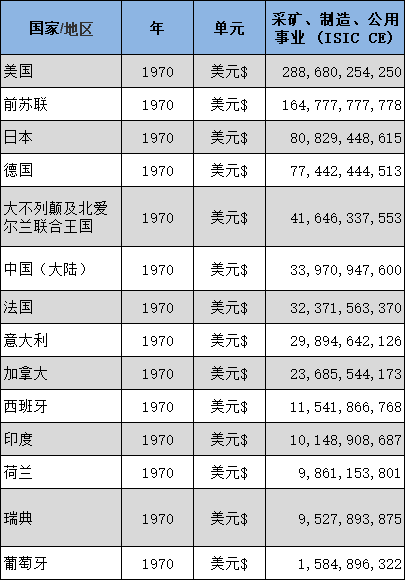 国家/地区 年 单元 采矿、制造、公用
事业 (ISIC CE)
美国 1970 美元$ 288,680,254,250
前苏联 1970 美元$ 164,777,777,778
日本 1970 美元$ 80,829,448,615
德国 1970 美元$ 77,442,444,513
大不列颠及北爱
尔兰联合王国 1970 美元$ 41,646,337,553
中国（大陆） 1970 美元$ 33,970,947,600
法国 1970 美元$ 32,371,563,370
意大利 1970 美元$ 29,894,642,126
加拿大 1970 美元$ 23,685,544,173
西班牙 1970 美元$ 11,541,866,768
印度 1970 美元$ 10,148,908,687
荷兰 1970 美元$ 9,861,153,801
瑞典 1970 美元$ 9,527,893,875
葡萄牙 1970 美元$ 1,584,896,322